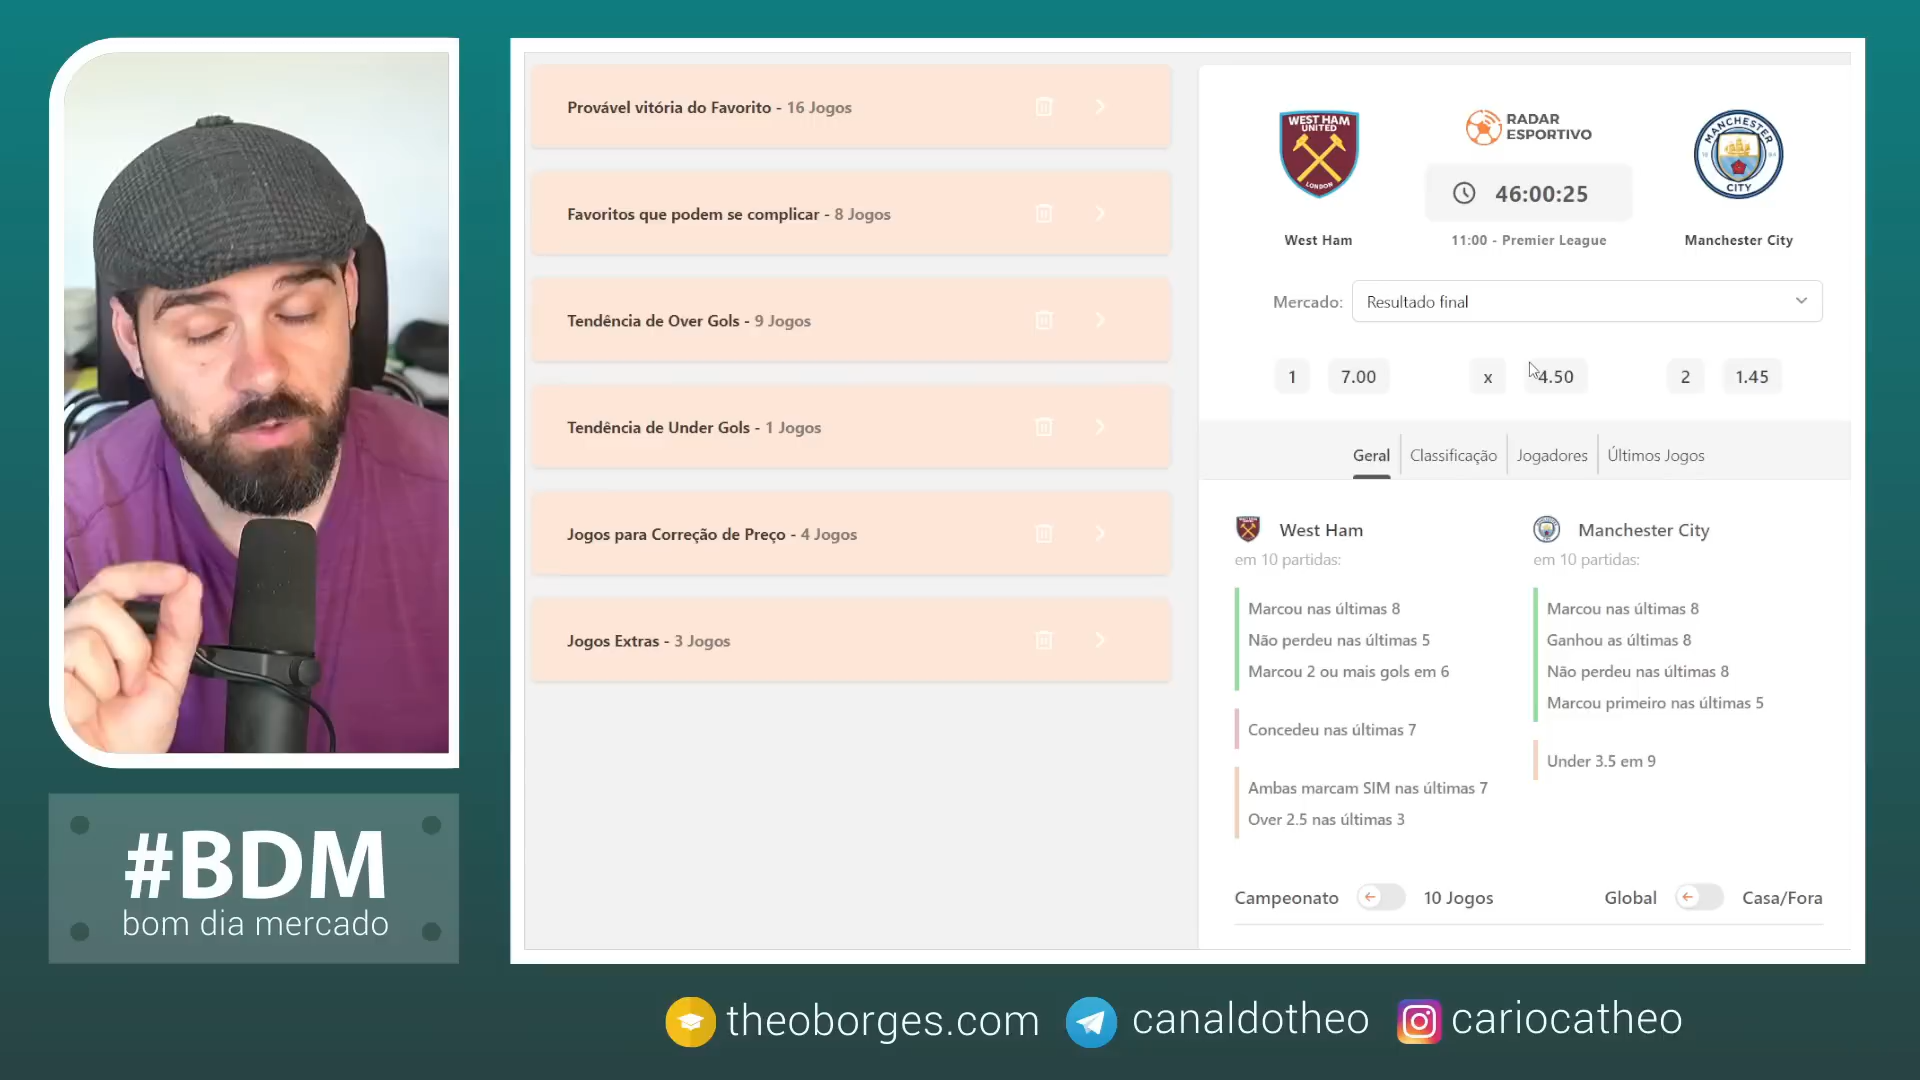 Provável vitória do Favorito - 16 Jogos
Favoritos que podem se complicar - 8 Jogos
Tendência de Over Gols - 9 Jogos
Tendência de Under Gols - 1 Jogos
Jogos para Correção de Preço - 4 Jogos
Jogos Extras - 3 Jogos
WEST HAM
UNITED
LONDON
RADAR
ESPORTIVO
MANCHESTER
CITY
46:00:25
West Ham
11:00 - Premier League
Manchester City
Mercado: Resultado final
1 7.00 x 4.50 2 1.45
Geral Classificação Jogadores Últimos Jogos
West Ham
em 10 partidas:
Marcou nas últimas 8
Não perdeu nas últimas 5
Marcou 2 ou mais gols em 6
Concedeu nas últimas 7
Ambas marcam SIM nas últimas 7
Over 2.5 nas últimas 3
Manchester City
em 10 partidas:
Marcou nas últimas 8
Ganhou as últimas 8
Não perdeu nas últimas 8
Marcou primeiro nas últimas 5
Under 3.5 em 9
Campeonato 10 Jogos Global Casa/Fora
#BDM
bom dia mercado
theoborges.com canaldotheo cariocatheo